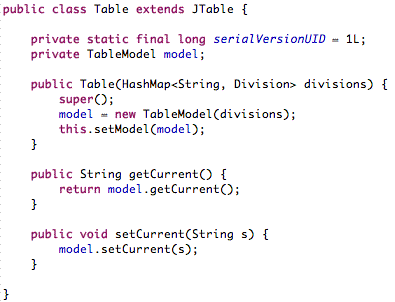 public class Table extends JTable {
private static final long serialVersionUID = 1L;
private TableModel model;
public Table(HashMap<String, Division> divisions) {
super();
model = new TableModel(divisions);
this.setModel(model);
}
public String getCurrent() {
return model.getCurrent();
}
public void setCurrent(String s) {
model.setCurrent(s);
}
}